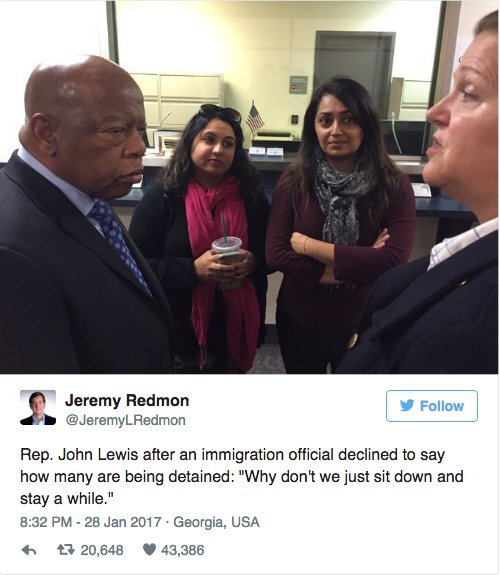 Jeremy Redmon
@JeremyLRedmon
Follow
Rep. John Lewis after an immigration official declined to say
how many are being detained: "Why don't we just sit down and
stay a while."
8:32 PM - 28 Jan 2017 · Georgia, USA
20,648 43,386